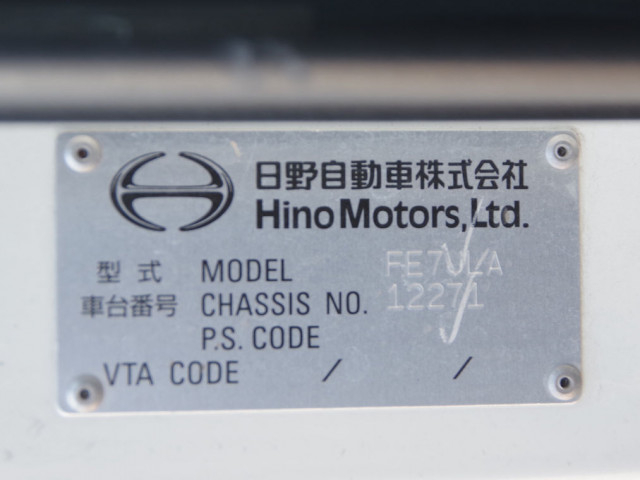 日野自動車株式会社
Hino Motors, Ltd.
型式 MODEL FE7JLA
車台番号 CHASSIS NO. 12271
P.S. CODE
VTA CODE / /